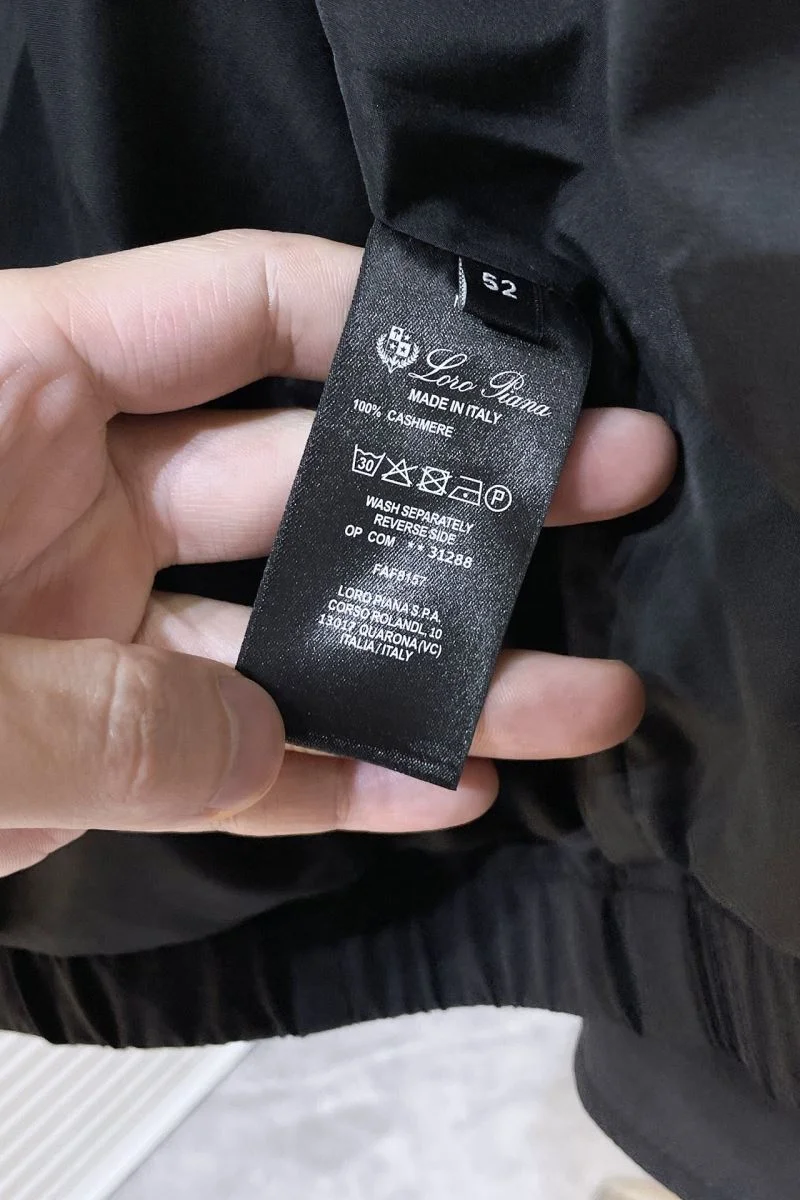 52
Loro Piana
MADE IN ITALY
100% CASHMERE
30 P
WASH SEPARATELY
REVERSE SIDE
OP COM ** 31288
FAF8157
LORO PIANA S.P.A.
CORSO ROLANDI, 10
13017 QUARONA (VC)
ITALIA / ITALY